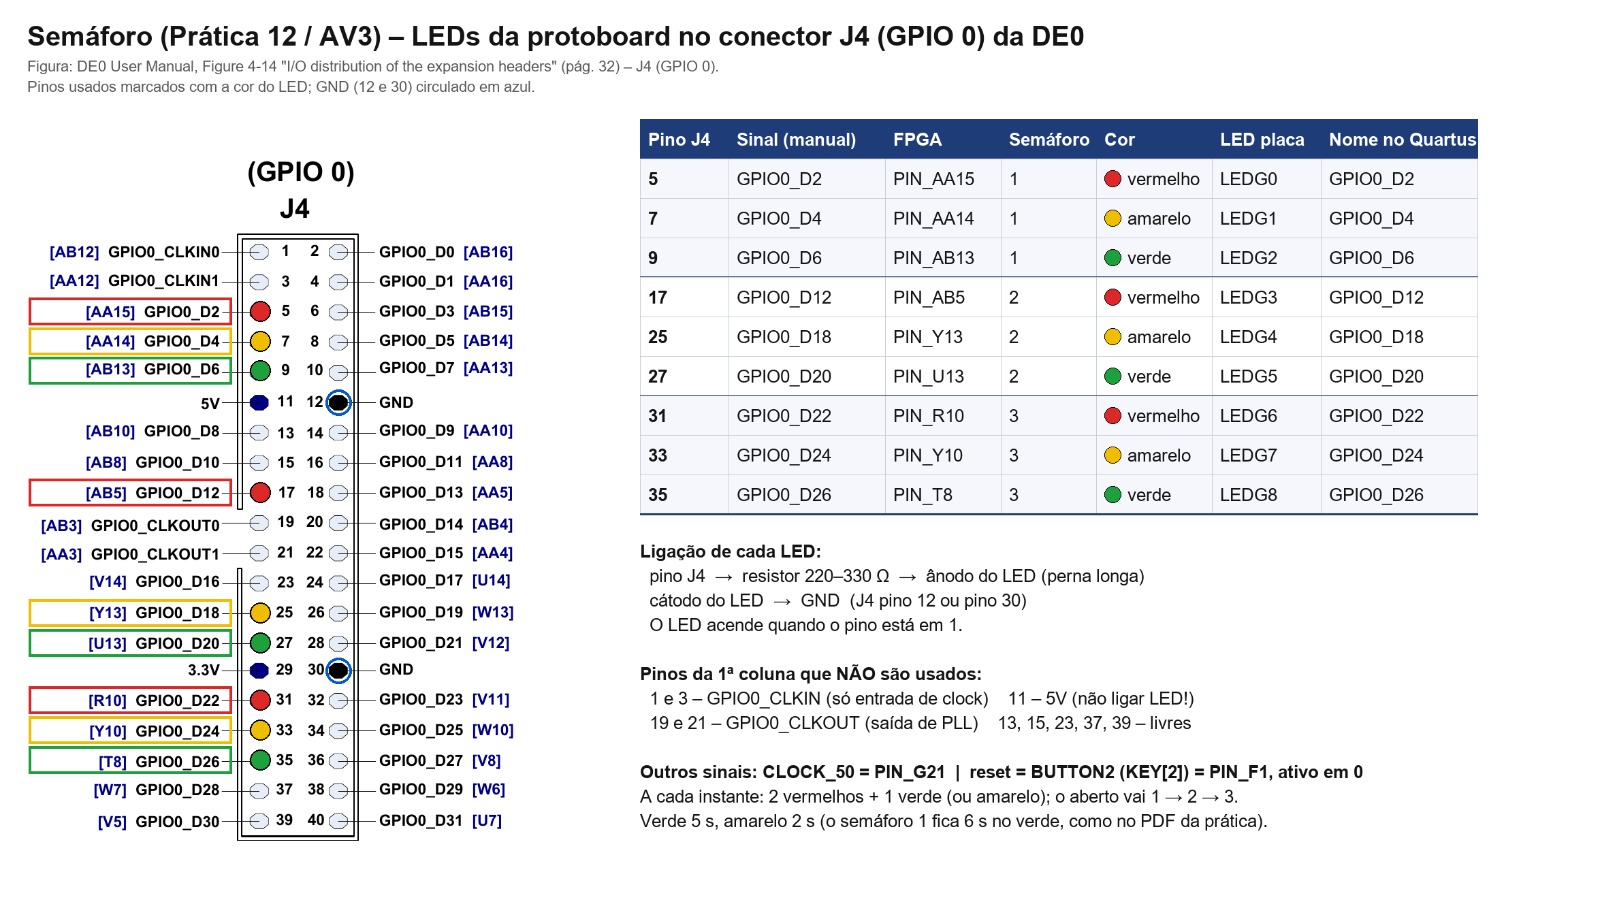 Semáforo (Prática 12 / AV3) – LEDs da protoboard no conector J4 (GPIO 0) da DE0
Figura: DE0 User Manual, Figure 4-14 "I/O distribution of the expansion headers" (pág. 32) – J4 (GPIO 0).
Pinos usados marcados com a cor do LED; GND (12 e 30) circulado em azul.
(GPIO 0)
J4
[AB12] GPIO0_CLKIN0 1 2 GPIO0_D0 [AB16]
[AA12] GPIO0_CLKIN1 3 4 GPIO0_D1 [AA16]
[AA15] GPIO0_D2 5 6 GPIO0_D3 [AB15]
[AA14] GPIO0_D4 7 8 GPIO0_D5 [AB14]
[AB13] GPIO0_D6 9 10 GPIO0_D7 [AA13]
5V 11 12 GND
[AB10] GPIO0_D8 13 14 GPIO0_D9 [AA10]
[AB8] GPIO0_D10 15 16 GPIO0_D11 [AA8]
[AB5] GPIO0_D12 17 18 GPIO0_D13 [AA5]
[AB3] GPIO0_CLKOUT0 19 20 GPIO0_D14 [AB4]
[AA3] GPIO0_CLKOUT1 21 22 GPIO0_D15 [AA4]
[V14] GPIO0_D16 23 24 GPIO0_D17 [U14]
[Y13] GPIO0_D18 25 26 GPIO0_D19 [W13]
[U13] GPIO0_D20 27 28 GPIO0_D21 [V12]
3.3V 29 30 GND
[R10] GPIO0_D22 31 32 GPIO0_D23 [V11]
[Y10] GPIO0_D24 33 34 GPIO0_D25 [W10]
[T8] GPIO0_D26 35 36 GPIO0_D27 [V8]
[W7] GPIO0_D28 37 38 GPIO0_D29 [W6]
[V5] GPIO0_D30 39 40 GPIO0_D31 [U7]
Pino J4 Sinal (manual) FPGA Semáforo Cor LED placa Nome no Quartus
5 GPIO0_D2 PIN_AA15 1 vermelho LEDG0 GPIO0_D2
7 GPIO0_D4 PIN_AA14 1 amarelo LEDG1 GPIO0_D4
9 GPIO0_D6 PIN_AB13 1 verde LEDG2 GPIO0_D6
17 GPIO0_D12 PIN_AB5 2 vermelho LEDG3 GPIO0_D12
25 GPIO0_D18 PIN_Y13 2 amarelo LEDG4 GPIO0_D18
27 GPIO0_D20 PIN_U13 2 verde LEDG5 GPIO0_D20
31 GPIO0_D22 PIN_R10 3 vermelho LEDG6 GPIO0_D22
33 GPIO0_D24 PIN_Y10 3 amarelo LEDG7 GPIO0_D24
35 GPIO0_D26 PIN_T8 3 verde LEDG8 GPIO0_D26
Ligação de cada LED:
pino J4 → resistor 220–330 Ω → ânodo do LED (perna longa)
cátodo do LED → GND (J4 pino 12 ou pino 30)
O LED acende quando o pino está em 1.
Pinos da 1ª coluna que NÃO são usados:
1 e 3 – GPIO0_CLKIN (só entrada de clock) 11 – 5V (não ligar LED!)
19 e 21 – GPIO0_CLKOUT (saída de PLL) 13, 15, 23, 37, 39 – livres
Outros sinais: CLOCK_50 = PIN_G21 | reset = BUTTON2 (KEY[2]) = PIN_F1, ativo em 0
A cada instante: 2 vermelhos + 1 verde (ou amarelo); o aberto vai 1 → 2 → 3.
Verde 5 s, amarelo 2 s (o semáforo 1 fica 6 s no verde, como no PDF da prática).